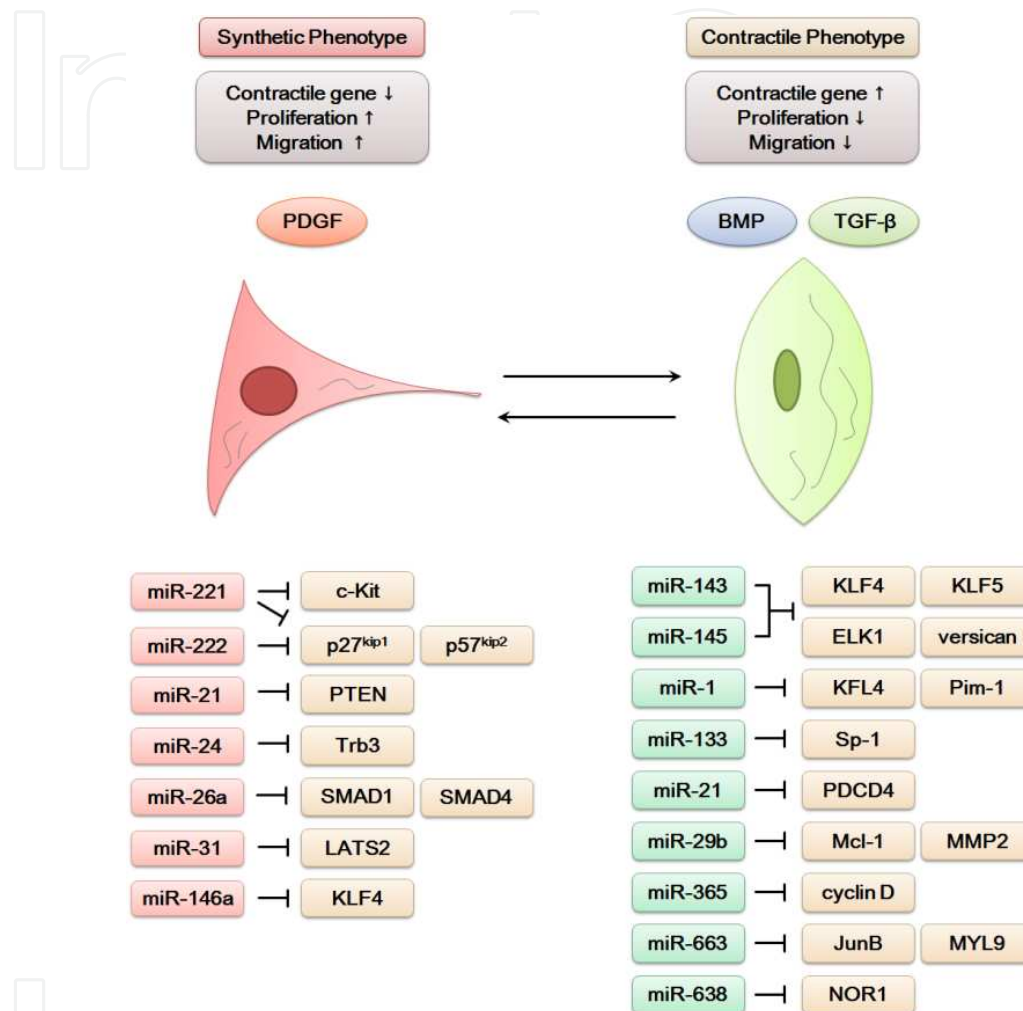 Synthetic Phenotype
Contractile gene ↓
Proliferation ↑
Migration ↑
PDGF
Contractile Phenotype
Contractile gene ↑
Proliferation ↓
Migration ↓
BMP TGF-β
miR-221 c-Kit
miR-222 p27kip1 p57kip2
miR-21 PTEN
miR-24 Trb3
miR-26a SMAD1 SMAD4
miR-31 LATS2
miR-146a KLF4
miR-143 KLF4 KLF5
miR-145 ELK1 versican
miR-1 KFL4 Pim-1
miR-133 Sp-1
miR-21 PDCD4
miR-29b Mcl-1 MMP2
miR-365 cyclin D
miR-663 JunB MYL9
miR-638 NOR1